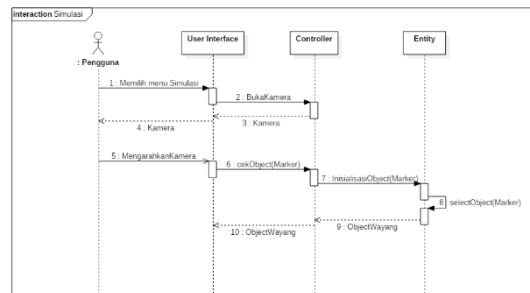 interaction Simulasi
: Pengguna
User Interface
Controller
Entity
1 : Memilih menu Simulasi
2 : BukaKamera
3 : Kamera
4 : Kamera
5 : MengarahkanKamera
6 : cekObject(Marker)
7 : InisialisasiObject(Marker)
8 : selectObject(Marker)
9 : ObjectWayang
10 : ObjectWayang